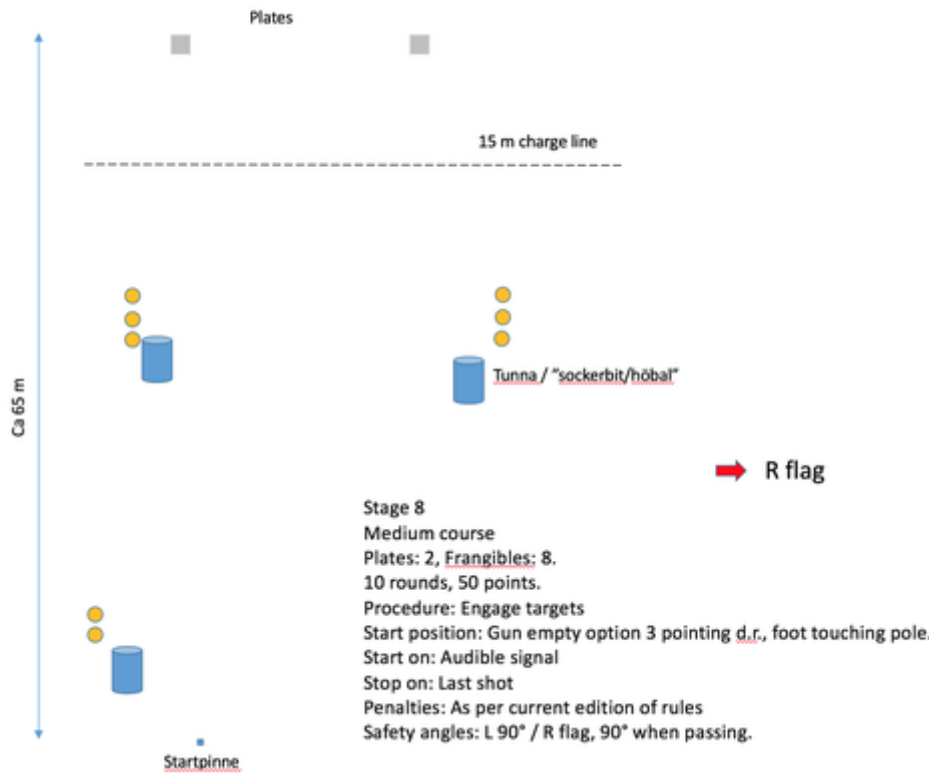 Plates
15 m charge line
Ca 65 m
Tunna / "sockerbit/höbal"
R flag
Stage 8
Medium course
Plates: 2, Frangibles: 8.
10 rounds, 50 points.
Procedure: Engage targets
Start position: Gun empty option 3 pointing d.r., foot touching pole.
Start on: Audible signal
Stop on: Last shot
Penalties: As per current edition of rules
Safety angles: L 90° / R flag, 90° when passing.
Startpinne